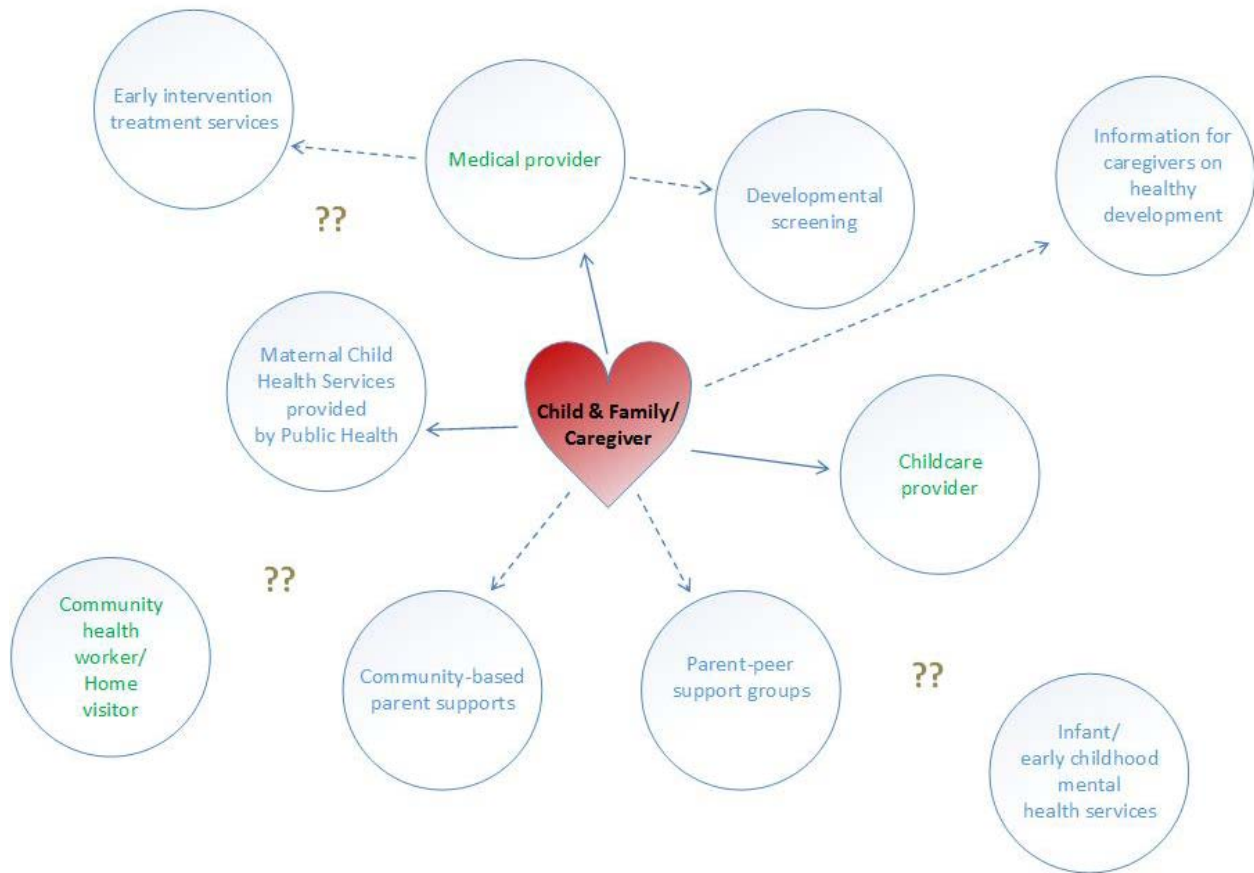 Early intervention
treatment services
Medical provider
Developmental
screening
Information for
caregivers on
healthy
development
??
Maternal Child
Health Services
provided
by Public Health
Child & Family/
Caregiver
Childcare
provider
??
Community
health
worker/
Home
visitor
Community-based
parent supports
Parent-peer
support groups
??
Infant/
early childhood
mental
health services